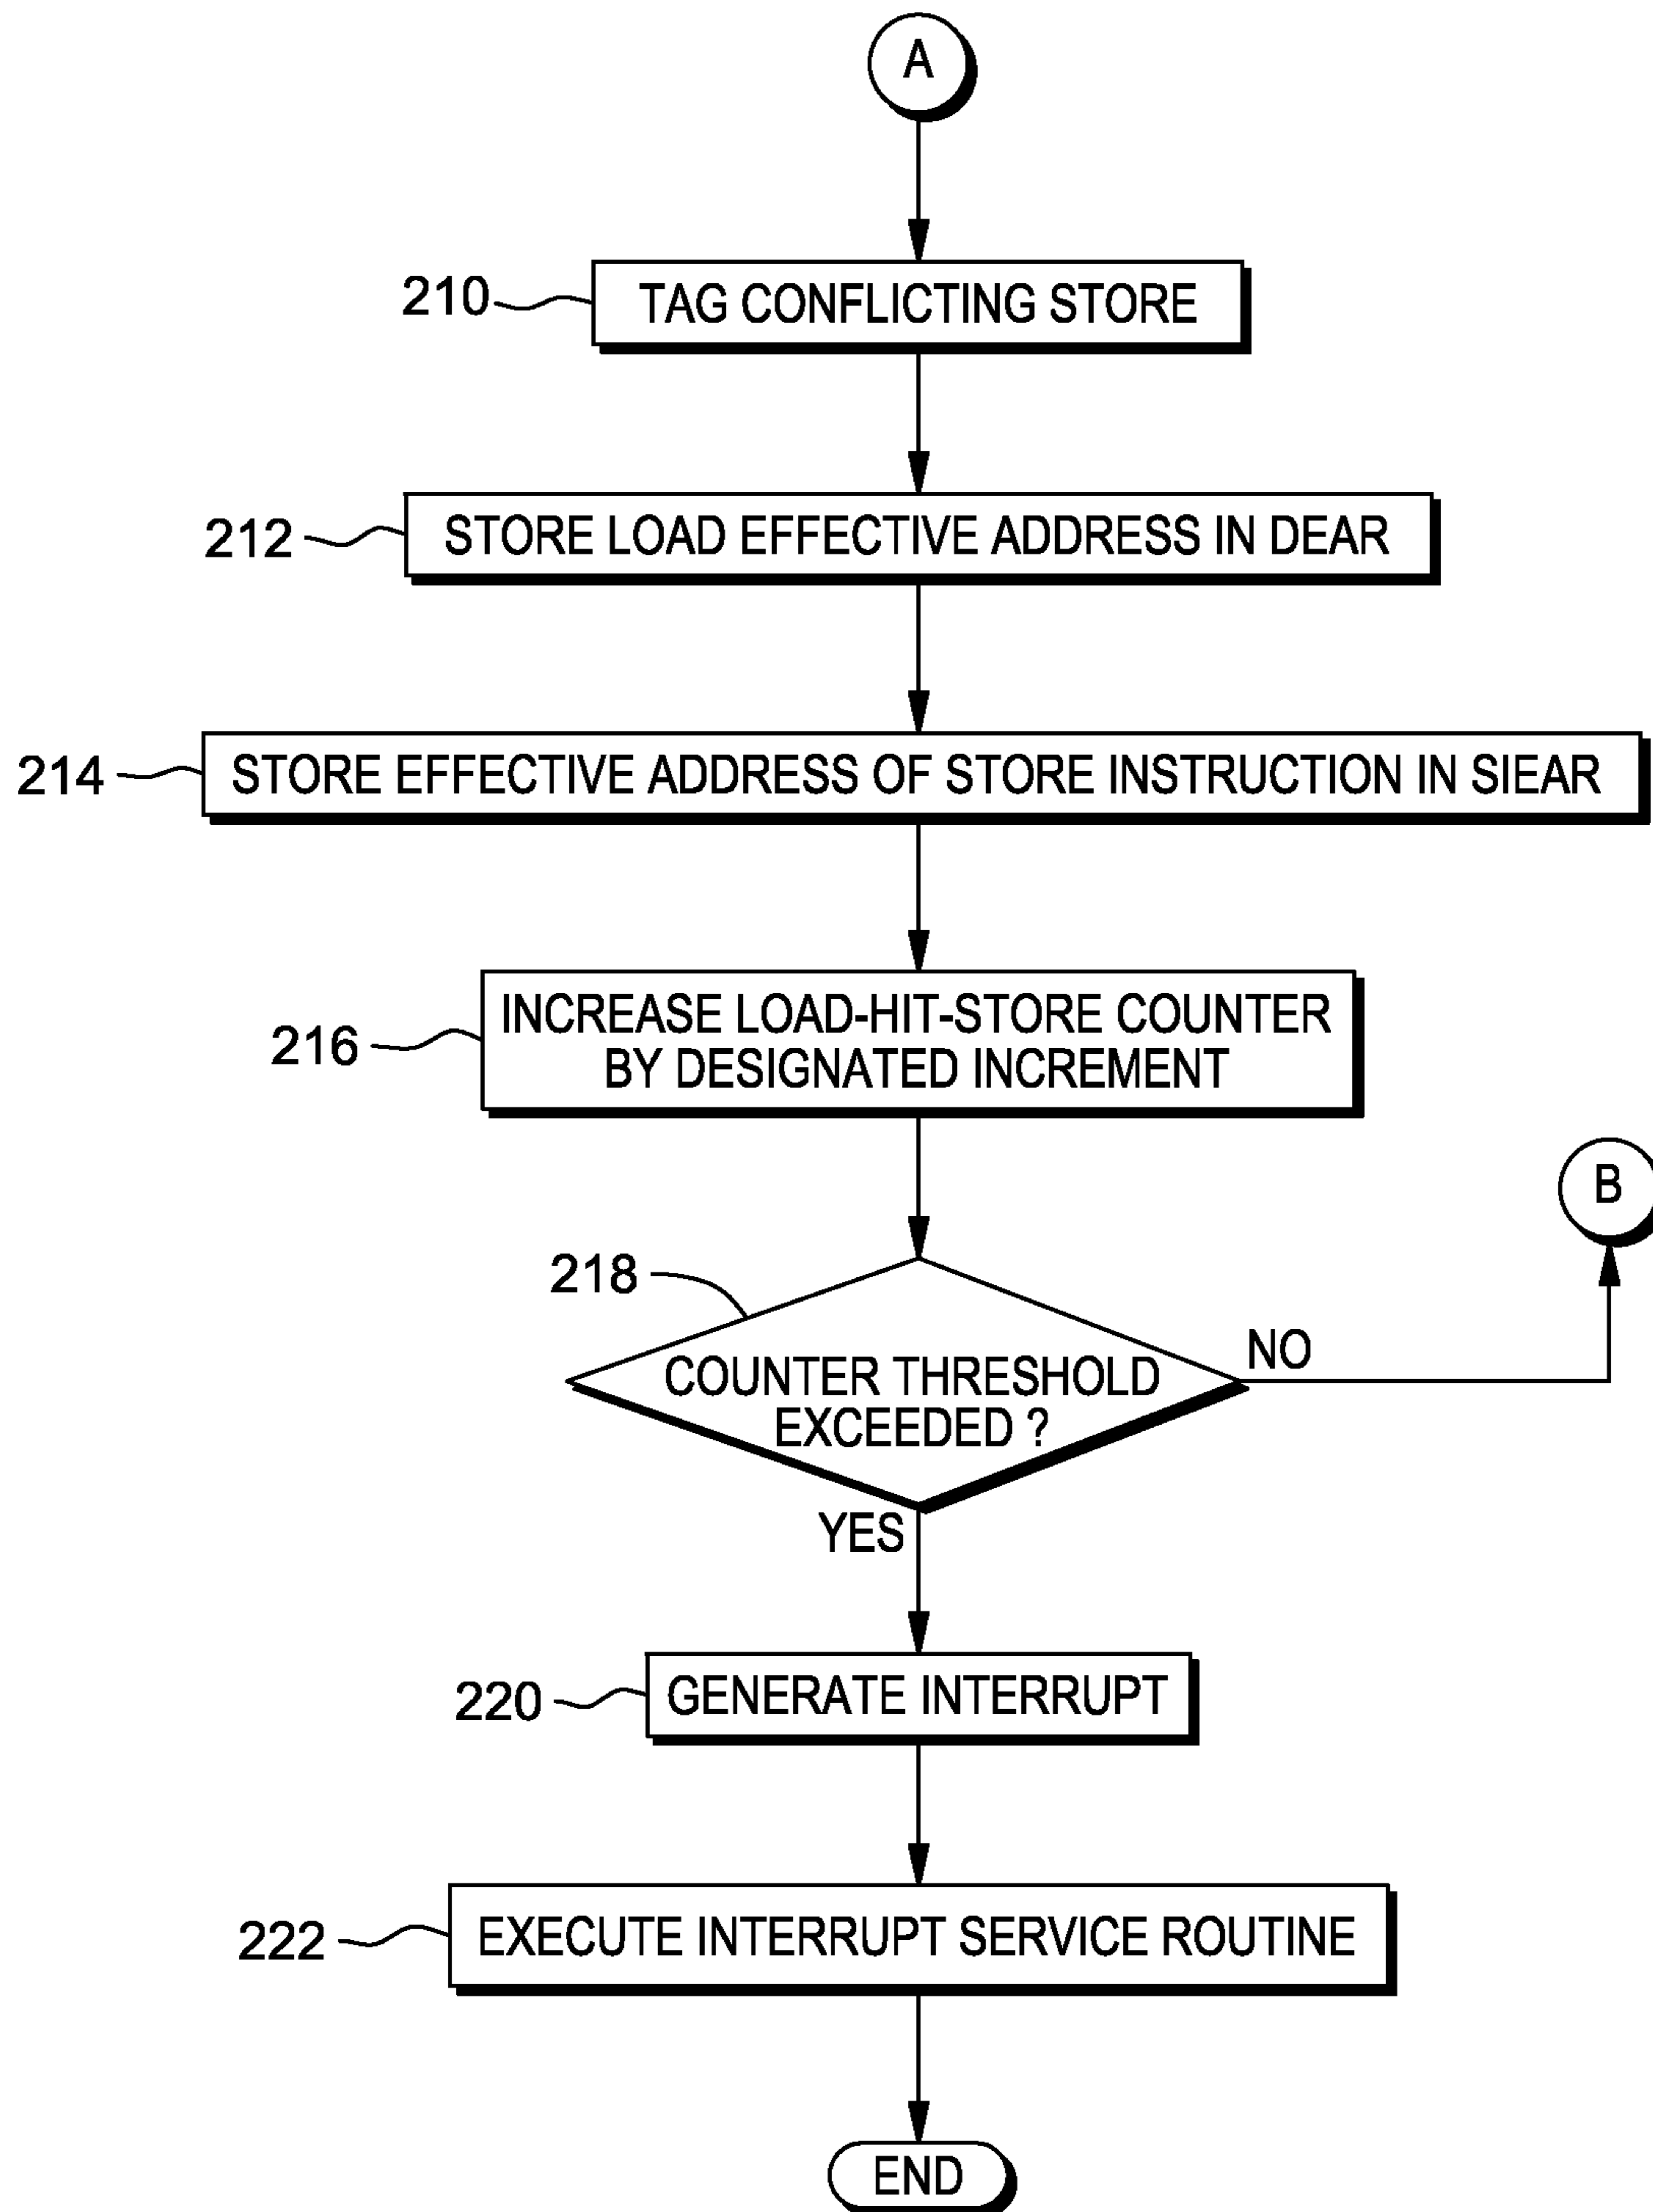 A
210
TAG CONFLICTING STORE
212
STORE LOAD EFFECTIVE ADDRESS IN DEAR
214
STORE EFFECTIVE ADDRESS OF STORE INSTRUCTION IN SIEAR
216
INCREASE LOAD-HIT-STORE COUNTER
BY DESIGNATED INCREMENT
B
218
COUNTER THRESHOLD
EXCEEDED ?
NO
YES
220
GENERATE INTERRUPT
222
EXECUTE INTERRUPT SERVICE ROUTINE
END